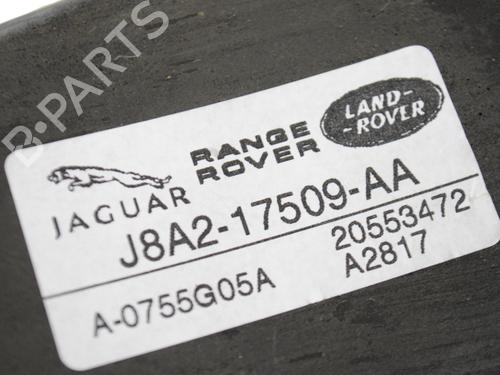 B-PARTS
JAGUAR
RANGE
ROVER
LAND-
-ROVER
J8A2-17509-AA
20553472
A-0755G05A
A2817